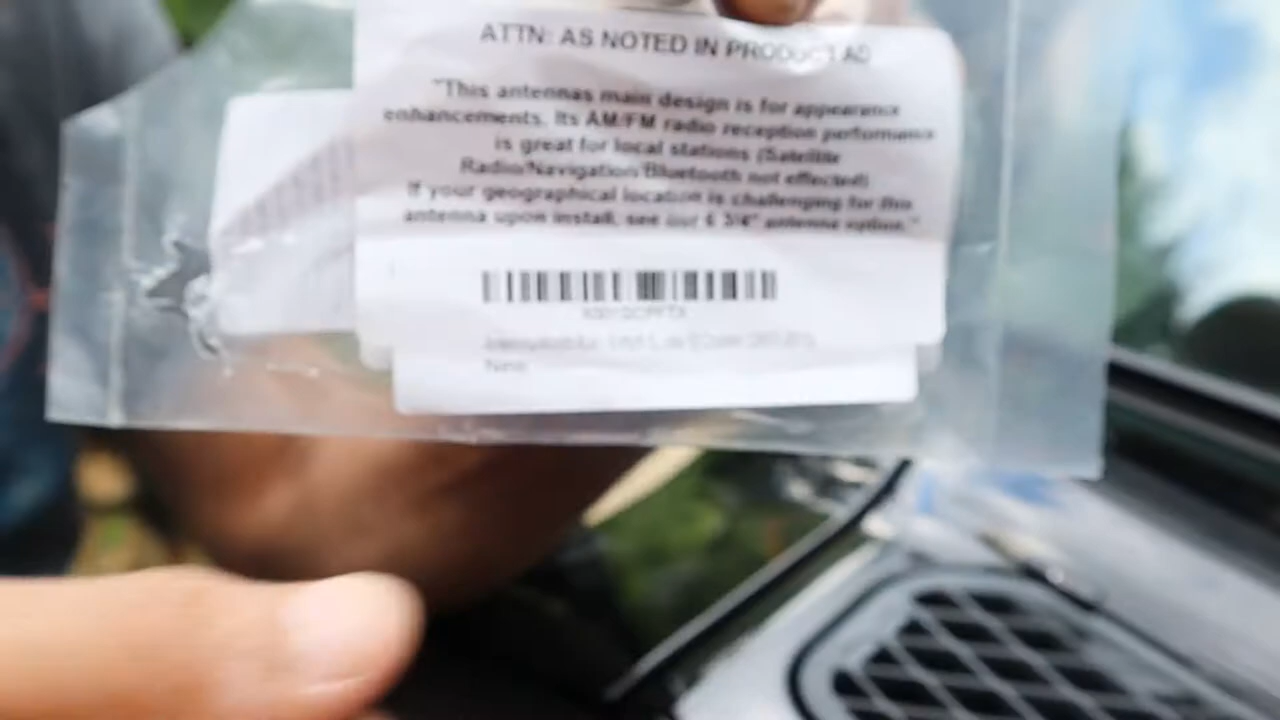 ATTN: AS NOTED IN PRODUCT AD
"This antennas main design is for appearance
enhancements. Its AM/FM radio reception performance
is great for local stations (Satellite
Radio/Navigation/Bluetooth not effected)
If your geographical location is challenging for this
antenna upon install, see our 6 3/4" antenna option."
New